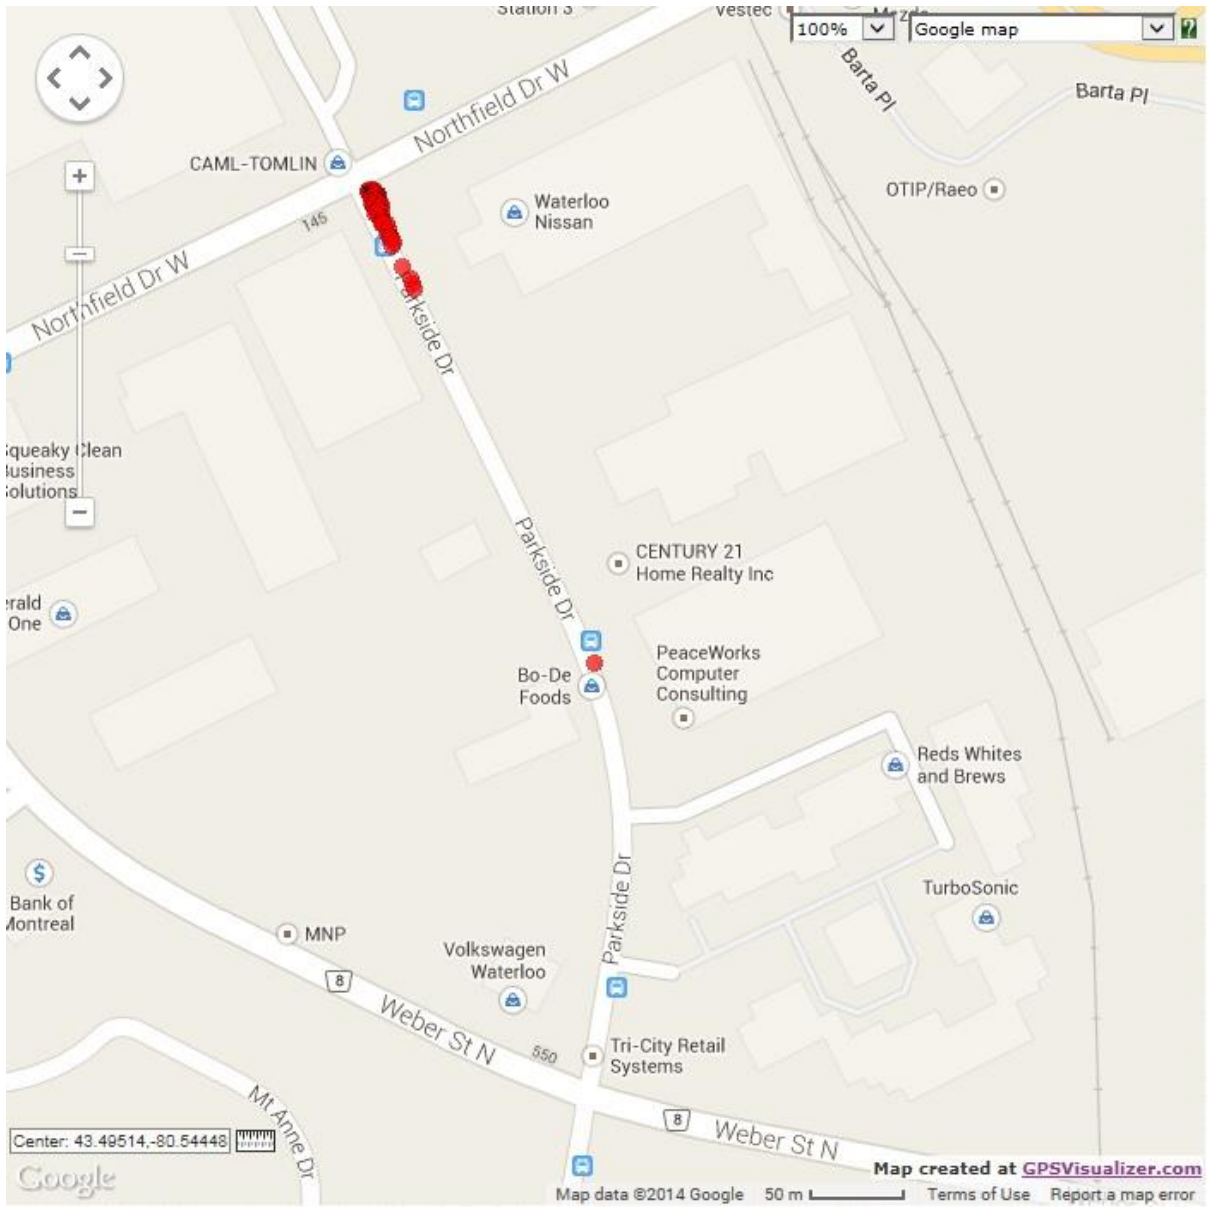 Station 3
Vestec
Mazda
100%
Google map
?
Barta Pl
Barta Pl
Northfield Dr W
CAML-TOMLIN
OTIP/Raeo
Waterloo
Nissan
145
Northfield Dr W
Parkside Dr
Squeaky Clean
Business
Solutions
Parkside Dr
CENTURY 21
Home Realty Inc
erald
One
PeaceWorks
Computer
Consulting
Bo-De
Foods
Reds Whites
and Brews
Parkside Dr
TurboSonic
$
Bank of
Montreal
MNP
Volkswagen
Waterloo
8
Weber St N
550
Tri-City Retail
Systems
Mt Anne Dr
8
Weber St N
Center: 43.49514,-80.54448
Google
Map created at GPSVisualizer.com
Map data ©2014 Google
50 m
Terms of Use
Report a map error